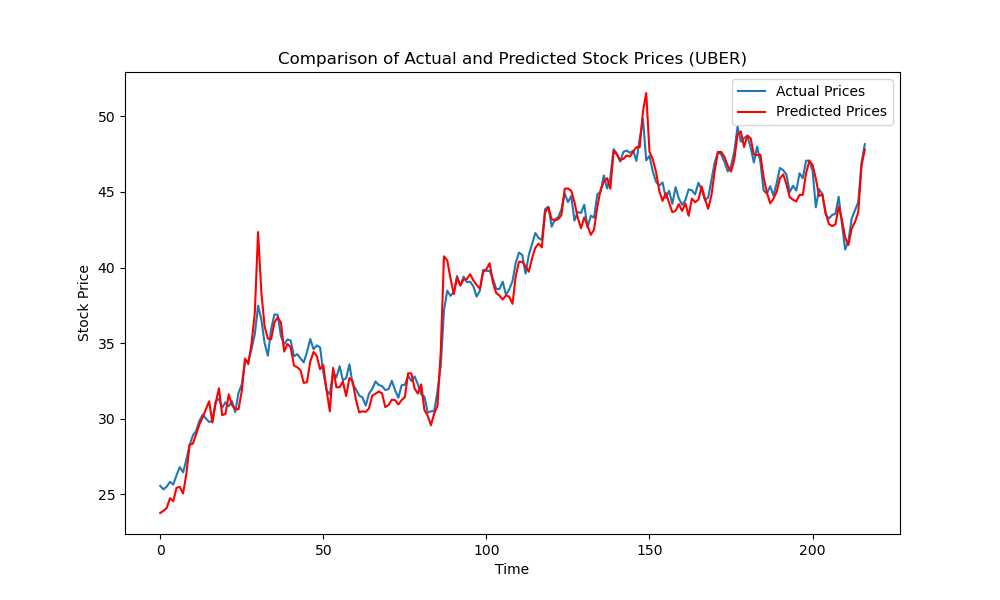 Comparison of Actual and Predicted Stock Prices (UBER)
Actual Prices
Predicted Prices
50
45
40
35
30
25
Stock Price
0 50 100 150 200
Time